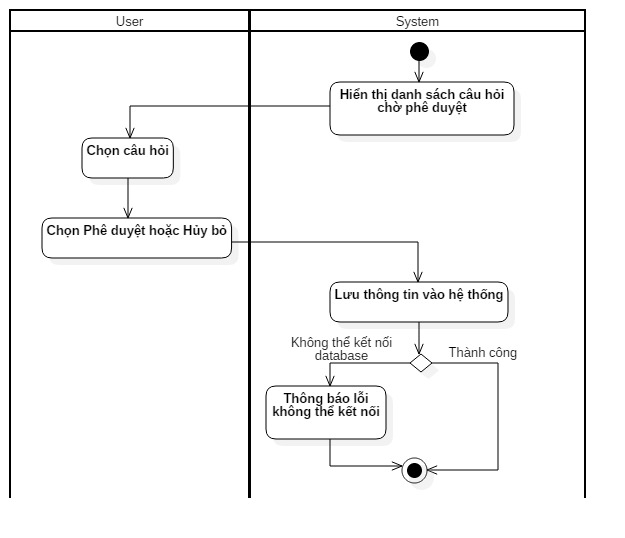 User
System
Hiển thị danh sách câu hỏi
chờ phê duyệt
Chọn câu hỏi
Chọn Phê duyệt hoặc Hủy bỏ
Lưu thông tin vào hệ thống
Không thể kết nối
database
Thành công
Thông báo lỗi
không thể kết nối